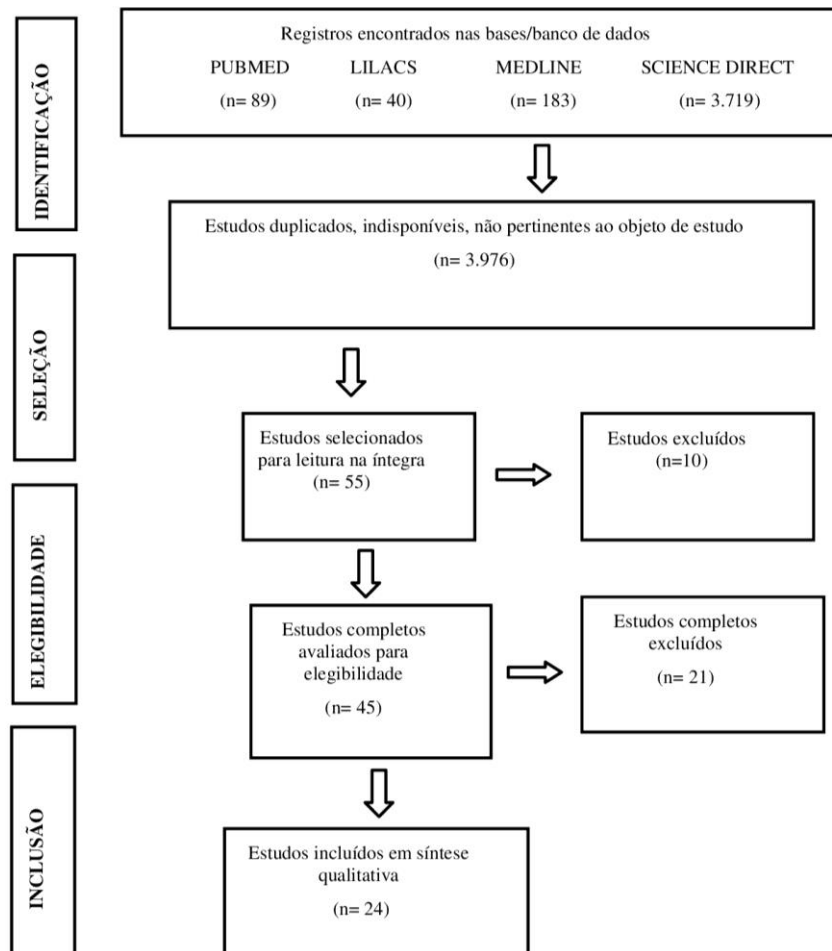 IDENTIFICAÇÃO
Registros encontrados nas bases/banco de dados
PUBMED LILACS MEDLINE SCIENCE DIRECT
(n= 89) (n= 40) (n= 183) (n= 3.719)
Estudos duplicados, indisponíveis, não pertinentes ao objeto de estudo
(n= 3.976)
SELEÇÃO
Estudos selecionados
para leitura na íntegra
(n= 55)
Estudos excluídos
(n=10)
ELEGIBILIDADE
Estudos completos
avaliados para
elegibilidade
(n= 45)
Estudos completos
excluídos
(n= 21)
INCLUSÃO
Estudos incluídos em síntese
qualitativa
(n= 24)